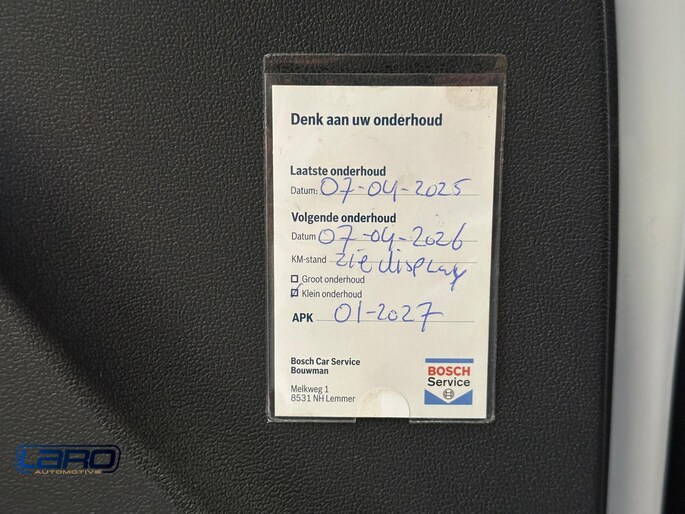 Denk aan uw onderhoud
Laatste onderhoud
Datum: 07-04-2025
Volgende onderhoud
Datum 07-04-2026
KM-stand zie display
Groot onderhoud
Klein onderhoud
APK 01-2027
Bosch Car Service
Bouwman
Melkweg 1
8531 NH Lemmer
BOSCH
Service
LARO
AUTOMOTIVE